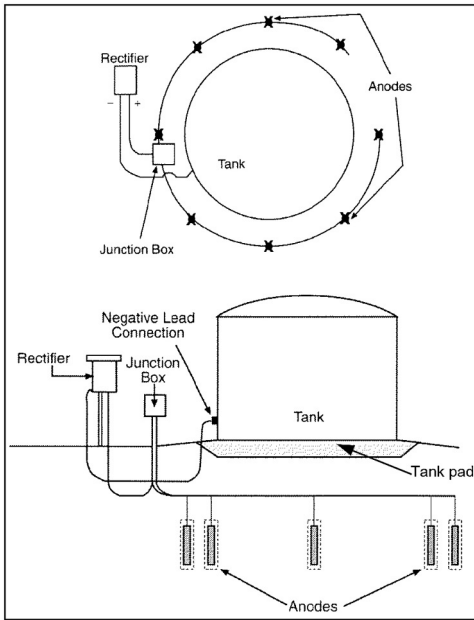 Rectifier
− +
Anodes
Tank
Junction Box
Negative Lead
Connection
Rectifier
Junction
Box
Tank
Tank pad
Anodes